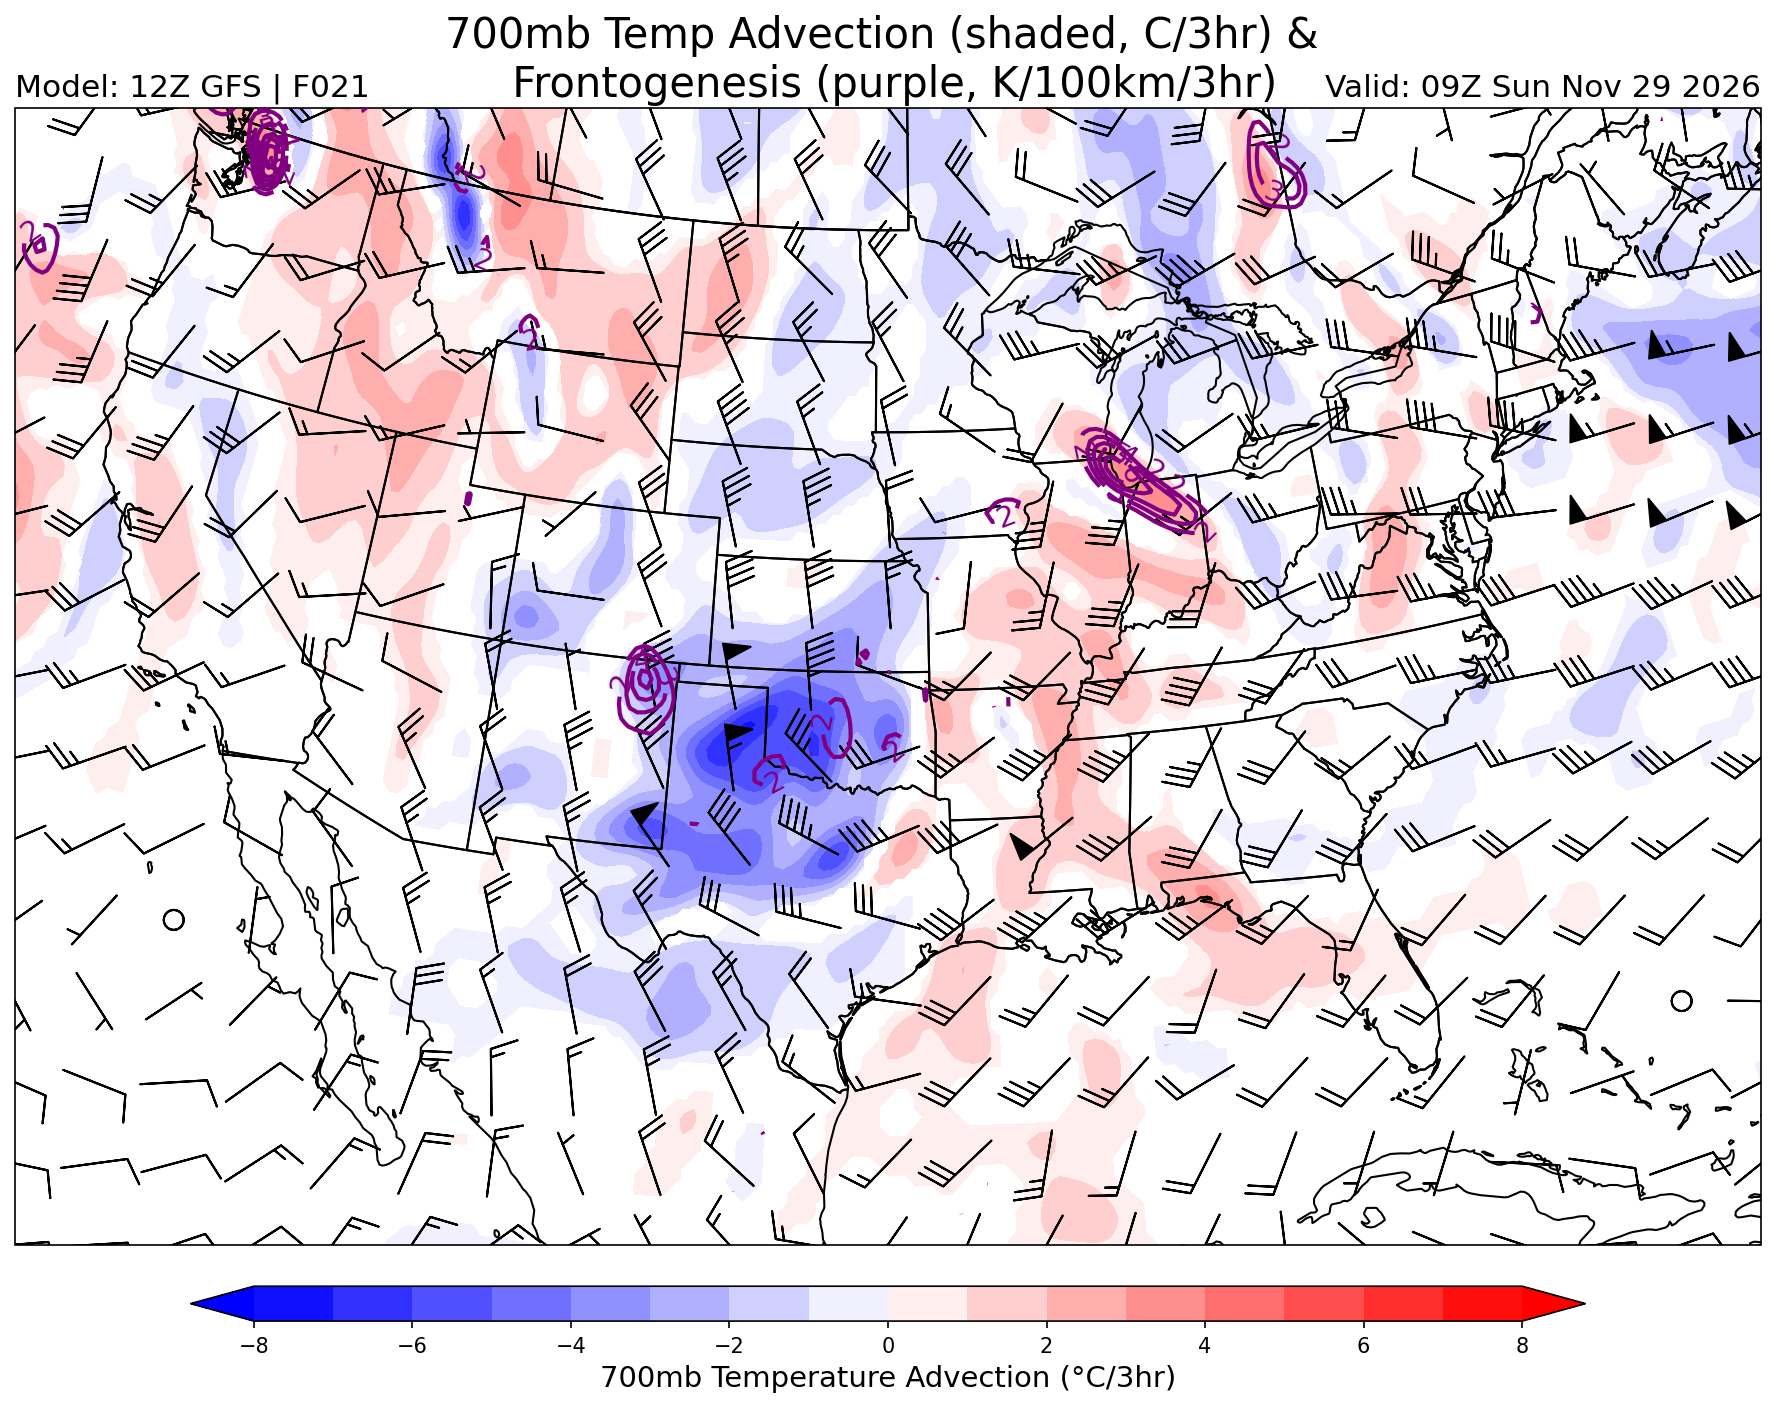 700mb Temp Advection (shaded, C/3hr) &
Frontogenesis (purple, K/100km/3hr)
Model: 12Z GFS | F021
Valid: 09Z Sun Nov 29 2026
−8 −6 −4 −2 0 2 4 6 8
700mb Temperature Advection (°C/3hr)